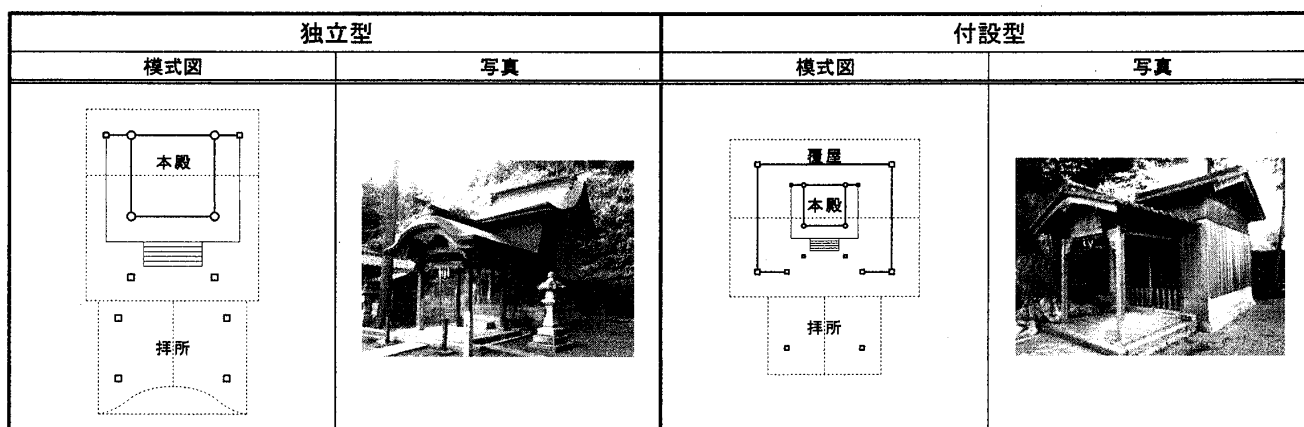 独立型 付設型
模式図 写真 模式図 写真
本殿
拝所
覆屋
本殿
拝所